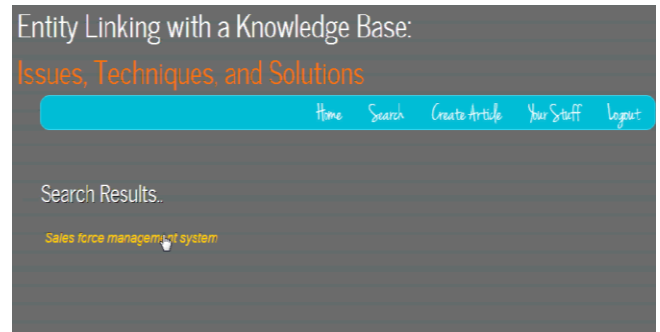 Entity Linking with a Knowledge Base:
Issues, Techniques, and Solutions
Home Search Create Article Your Stuff Logout
Search Results..
Sales force management system